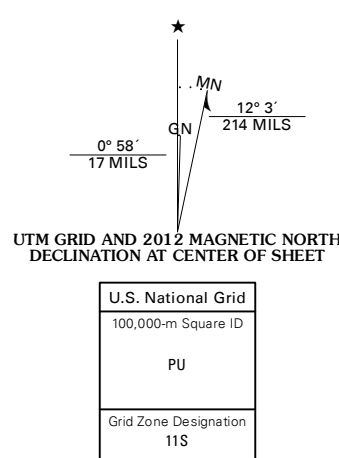 ★
MN
GN
12° 3´
214 MILS
0° 58´
17 MILS
UTM GRID AND 2012 MAGNETIC NORTH
DECLINATION AT CENTER OF SHEET
U.S. National Grid
100,000-m Square ID
PU
Grid Zone Designation
11S